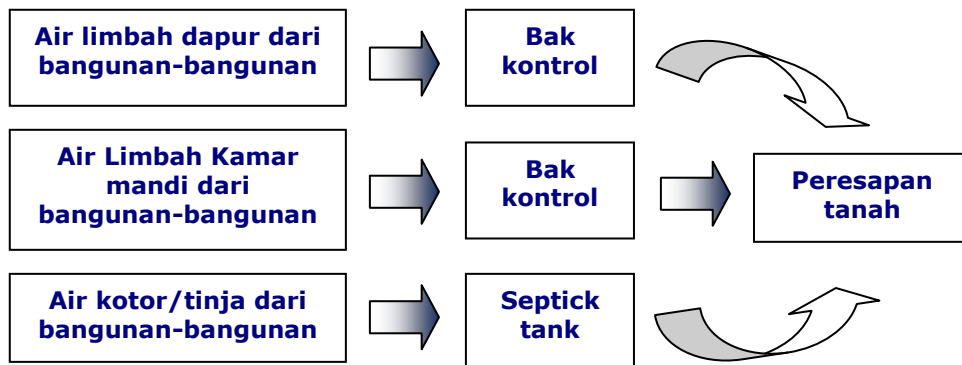 Air limbah dapur dari
bangunan-bangunan
Bak
kontrol
Air Limbah Kamar
mandi dari
bangunan-bangunan
Bak
kontrol
Peresapan
tanah
Air kotor/tinja dari
bangunan-bangunan
Septick
tank